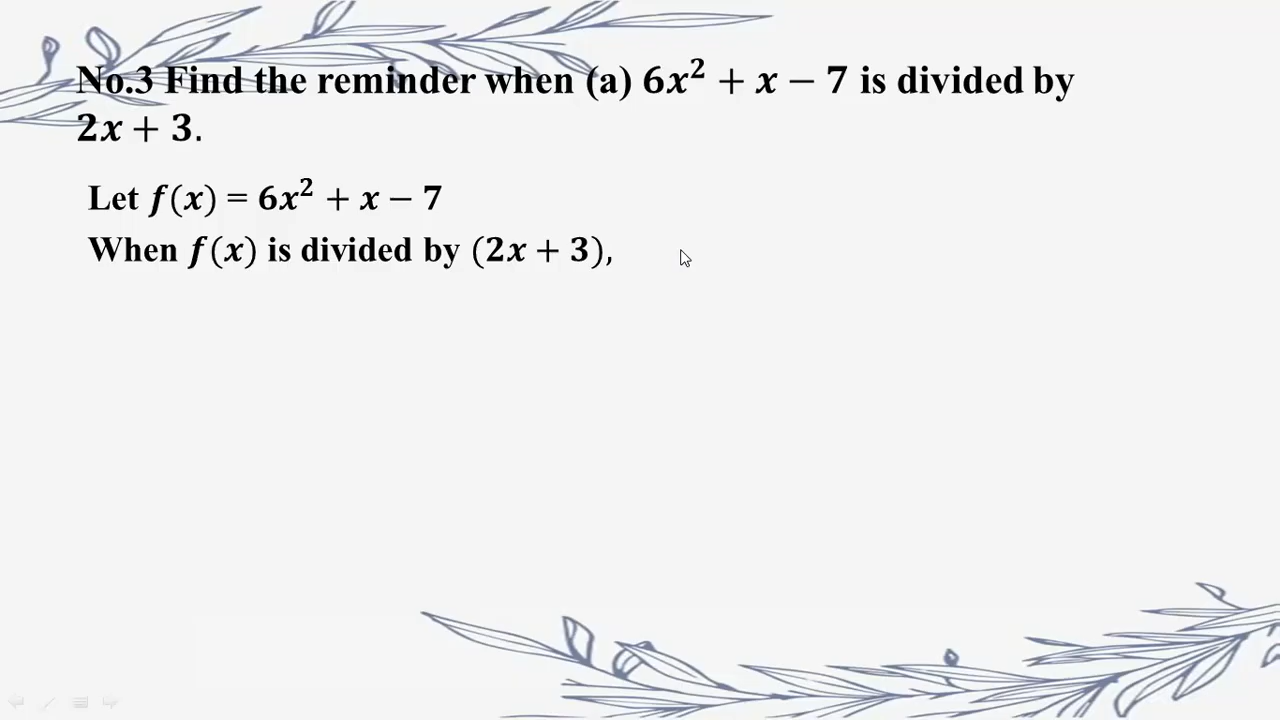 No.3 Find the reminder when (a) 6x² + x − 7 is divided by
2x + 3.
Let f(x) = 6x² + x − 7
When f(x) is divided by (2x + 3),